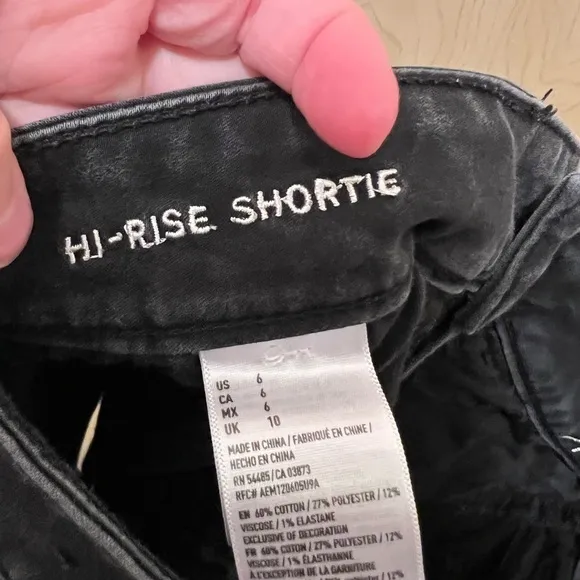 HI-RISE SHORTIE
US 6
CA 6
MX 6
UK 10
MADE IN CHINA / FABRIQUÉ EN CHINE /
HECHO EN CHINA
RN 54485 / CA 03873
RFC# AEM120605U9A
EN 60% COTTON / 27% POLYESTER / 12%
VISCOSE / 1% ELASTANE
EXCLUSIVE OF DECORATION
FR 60% COTON / 27% POLYESTER / 12%
VISCOSE / 1% ÉLASTHANNE
À L'EXCEPTION DE LA GARNITURE